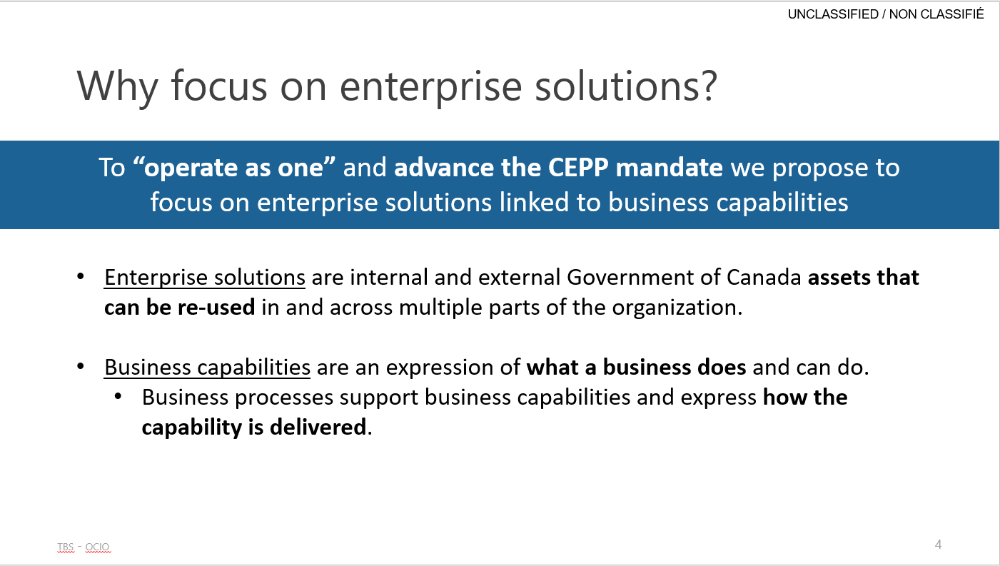 UNCLASSIFIED / NON CLASSIFIÉ
Why focus on enterprise solutions?
To “operate as one” and advance the CEPP mandate we propose to
focus on enterprise solutions linked to business capabilities
• Enterprise solutions are internal and external Government of Canada assets that
can be re-used in and across multiple parts of the organization.
• Business capabilities are an expression of what a business does and can do.
• Business processes support business capabilities and express how the
capability is delivered.
TBS - OCIO
4